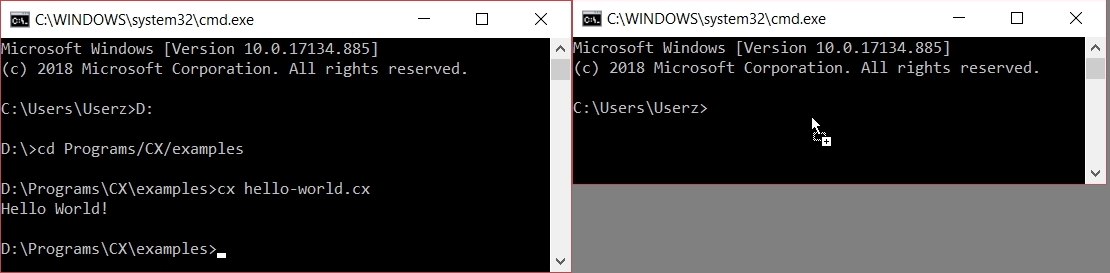 C:\WINDOWS\system32\cmd.exe
Microsoft Windows [Version 10.0.17134.885]
(c) 2018 Microsoft Corporation. All rights reserved.
C:\Users\Userz>D:
D:\>cd Programs/CX/examples
D:\Programs\CX\examples>cx hello-world.cx
Hello World!
D:\Programs\CX\examples>
C:\WINDOWS\system32\cmd.exe
Microsoft Windows [Version 10.0.17134.885]
(c) 2018 Microsoft Corporation. All rights reserved.
C:\Users\Userz>